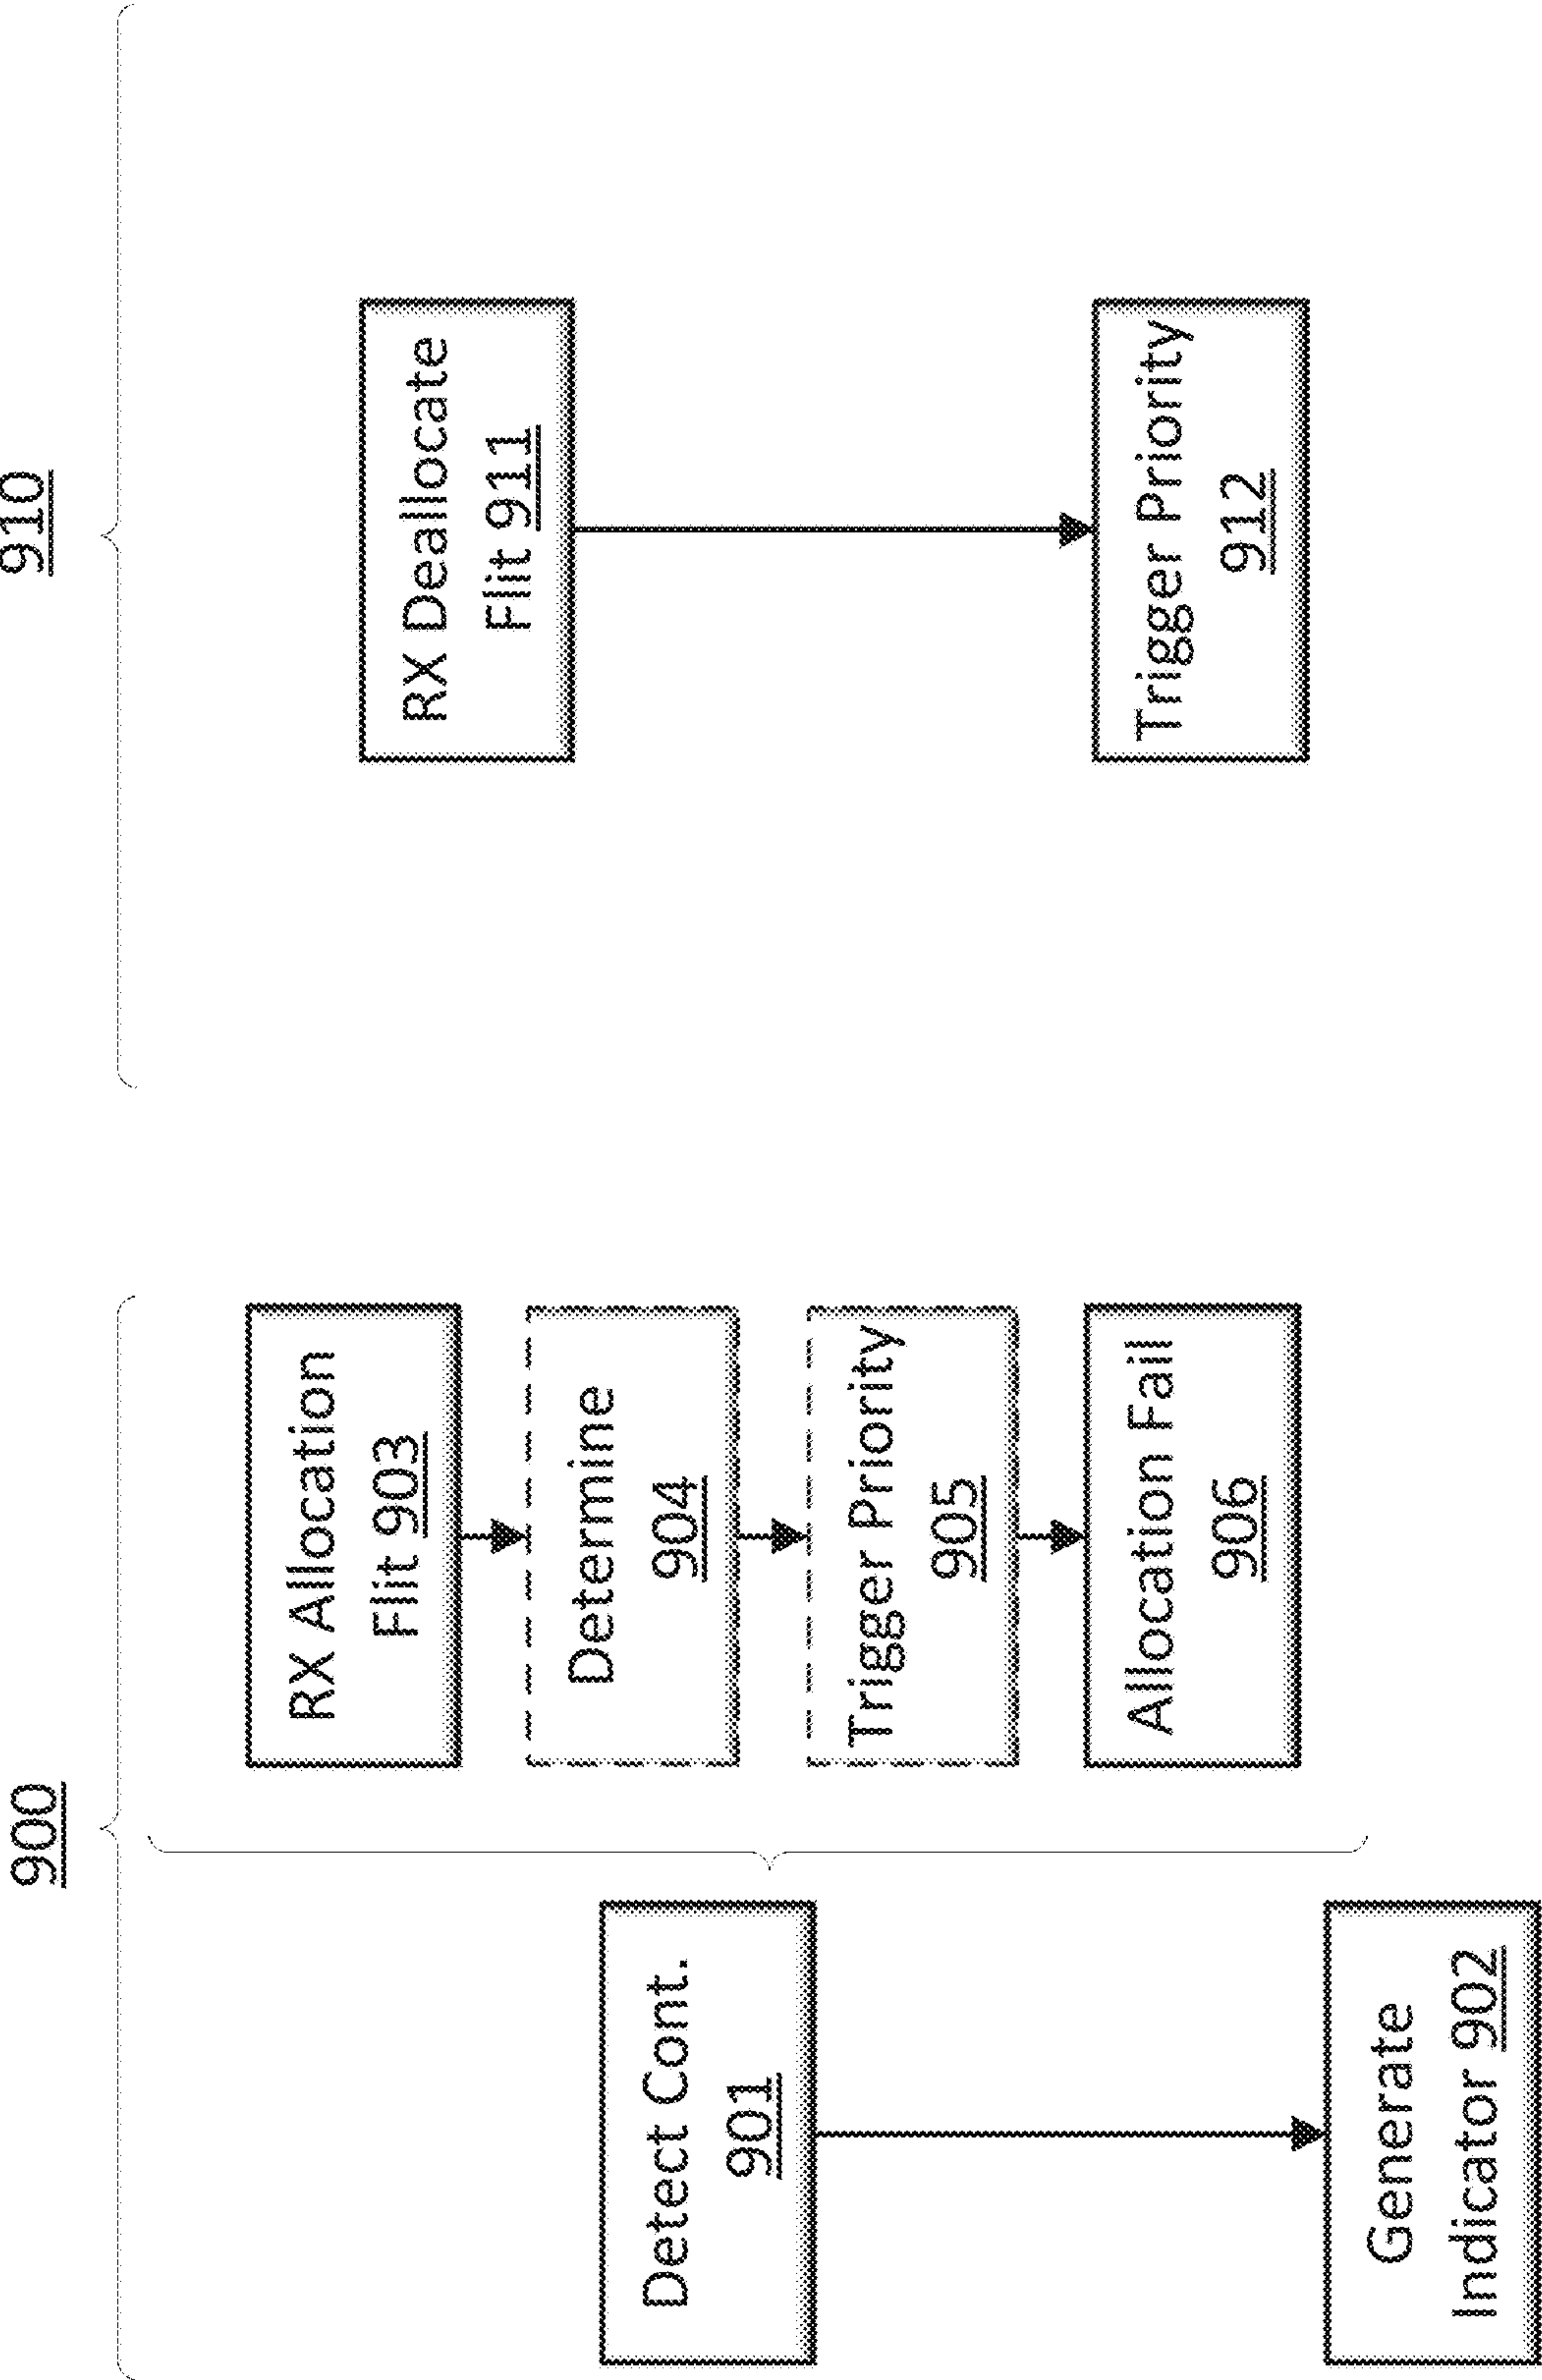 900
Detect Cont.
901
Generate
Indicator 902
RX Allocation
Flit 903
Determine
904
Trigger Priority
905
Allocation Fail
906
910
RX Deallocate
Flit 911
Trigger Priority
912